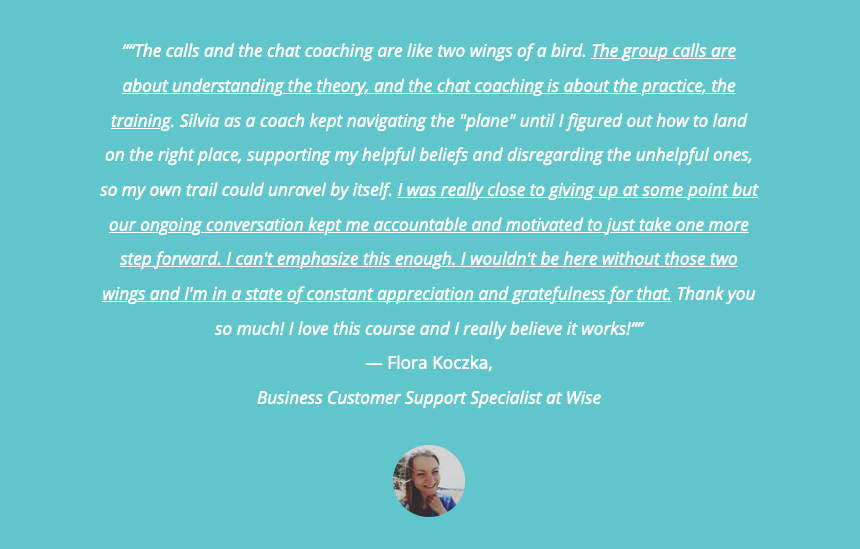 ““The calls and the chat coaching are like two wings of a bird. The group calls are
about understanding the theory, and the chat coaching is about the practice, the
training. Silvia as a coach kept navigating the "plane" until I figured out how to land
on the right place, supporting my helpful beliefs and disregarding the unhelpful ones,
so my own trail could unravel by itself. I was really close to giving up at some point but
our ongoing conversation kept me accountable and motivated to just take one more
step forward. I can't emphasize this enough. I wouldn't be here without those two
wings and I'm in a state of constant appreciation and gratefulness for that. Thank you
so much! I love this course and I really believe it works!””
— Flora Koczka,
Business Customer Support Specialist at Wise